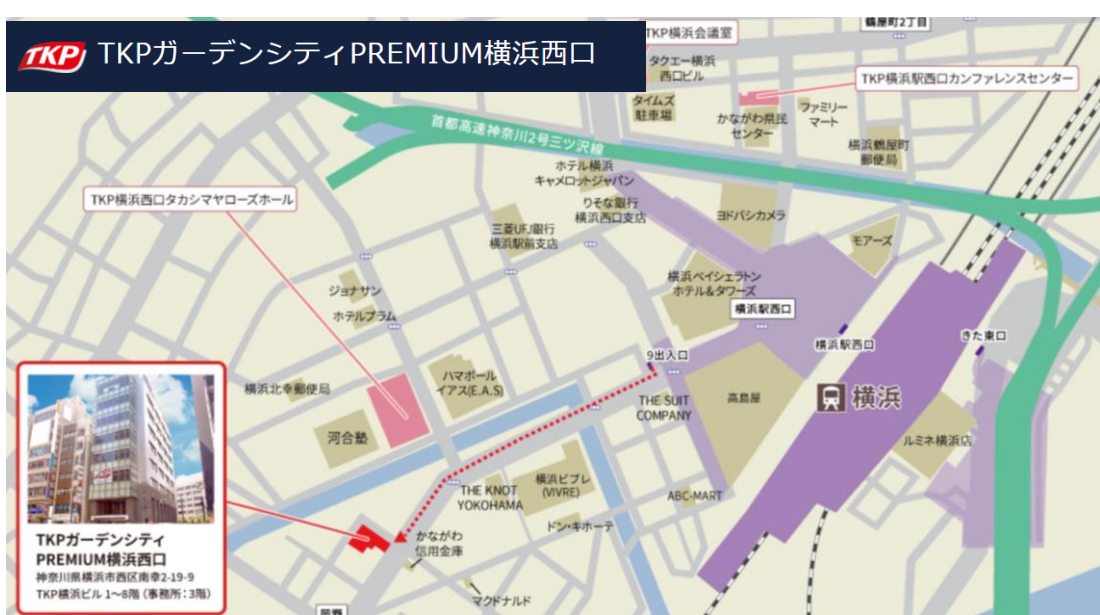 TKP TKPガーデンシティPREMIUM横浜西口
鶴屋町2丁目
TKP横浜会議室
タクエー横浜
西口ビル
TKP横浜駅西口カンファレンスセンター
タイムズ
駐車場
かながわ県民
センター
ファミリー
マート
首都高速神奈川2号三ツ沢線
横浜鶴屋町
郵便局
ホテル横浜
キャメロットジャパン
TKP横浜西口タカシマヤローズホール
りそな銀行
横浜西口支店
ヨドバシカメラ
三菱UFJ銀行
横浜駅前支店
モアーズ
横浜ベイシェラトン
ホテル&タワーズ
ジョナサン
ホテルプラム
横浜駅西口
横浜駅西口
きた東口
9出入口
ハマボール
イアス(E.A.S)
横浜北幸郵便局
THE SUIT
COMPANY
高島屋
横浜
河合塾
ルミネ横浜店
THE KNOT
YOKOHAMA
横浜ビブレ
(VIVRE)
ABC-MART
ドン・キホーテ
かながわ
信用金庫
マクドナルド
TKPガーデンシティ
PREMIUM横浜西口
神奈川県横浜市西区南幸2-19-9
TKP横浜ビル 1～8階 (事務所:3階)